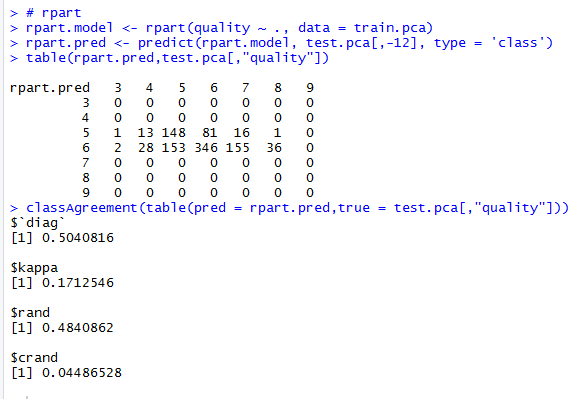 > # rpart
> rpart.model <- rpart(quality ~ ., data = train.pca)
> rpart.pred <- predict(rpart.model, test.pca[,-12], type = 'class')
> table(rpart.pred,test.pca[,"quality"])
rpart.pred   3   4   5   6   7   8   9
         3   0   0   0   0   0   0   0
         4   0   0   0   0   0   0   0
         5   1  13 148  81  16   1   0
         6   2  28 153 346 155  36   0
         7   0   0   0   0   0   0   0
         8   0   0   0   0   0   0   0
         9   0   0   0   0   0   0   0
> classAgreement(table(pred = rpart.pred,true = test.pca[,"quality"]))
$`diag`
[1] 0.5040816
$kappa
[1] 0.1712546
$rand
[1] 0.4840862
$crand
[1] 0.04486528